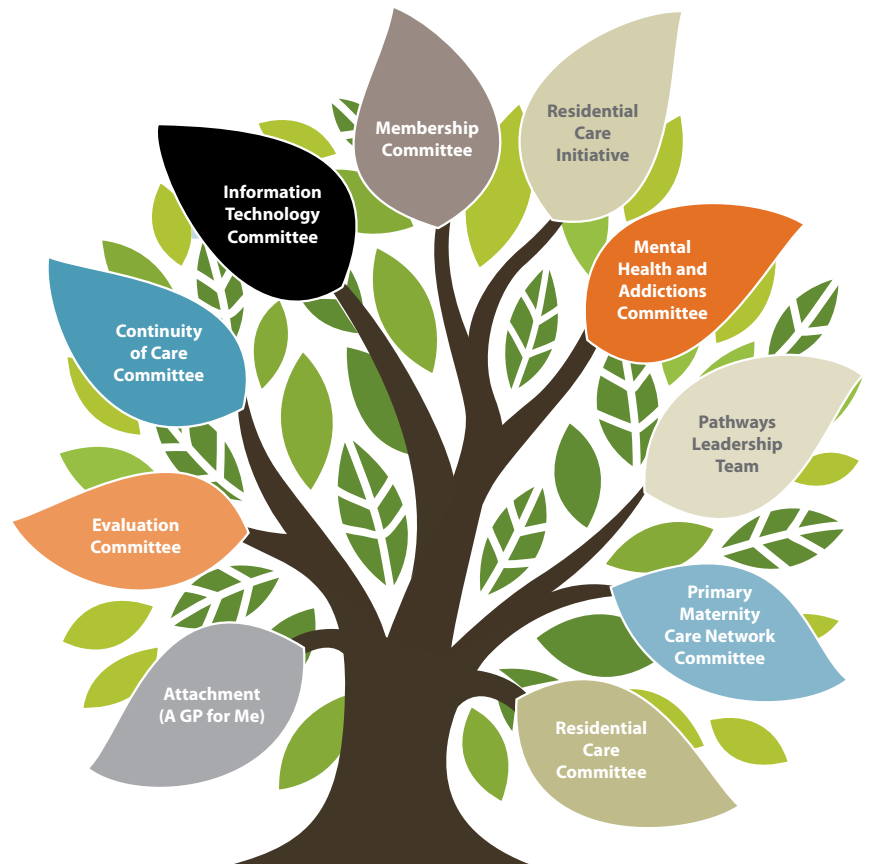 Membership
Committee
Residential
Care
Initiative
Information
Technology
Committee
Mental
Health and
Addictions
Committee
Continuity
of Care
Committee
Pathways
Leadership
Team
Evaluation
Committee
Primary
Maternity
Care Network
Committee
Attachment
(A GP for Me)
Residential
Care
Committee